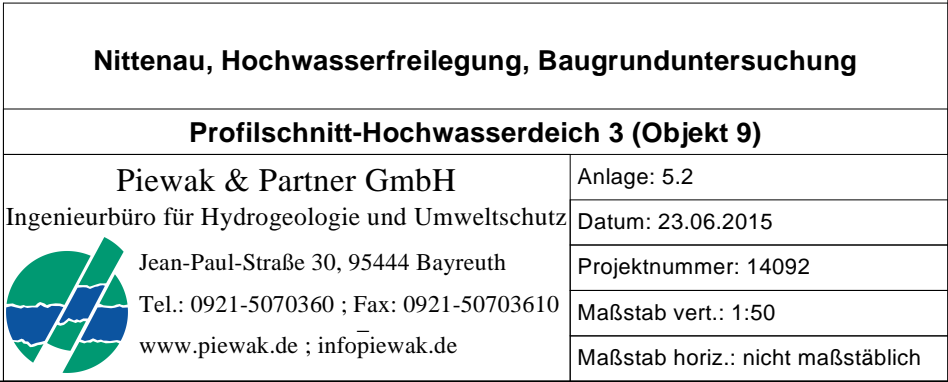 Nittenau, Hochwasserfreilegung, Baugrunduntersuchung
Profilschnitt-Hochwasserdeich 3 (Objekt 9)
Piewak & Partner GmbH
Ingenieurbüro für Hydrogeologie und Umweltschutz
Jean-Paul-Straße 30, 95444 Bayreuth
Tel.: 0921-5070360 ; Fax: 0921-50703610
www.piewak.de ; info‾piewak.de
Anlage: 5.2
Datum: 23.06.2015
Projektnummer: 14092
Maßstab vert.: 1:50
Maßstab horiz.: nicht maßstäblich